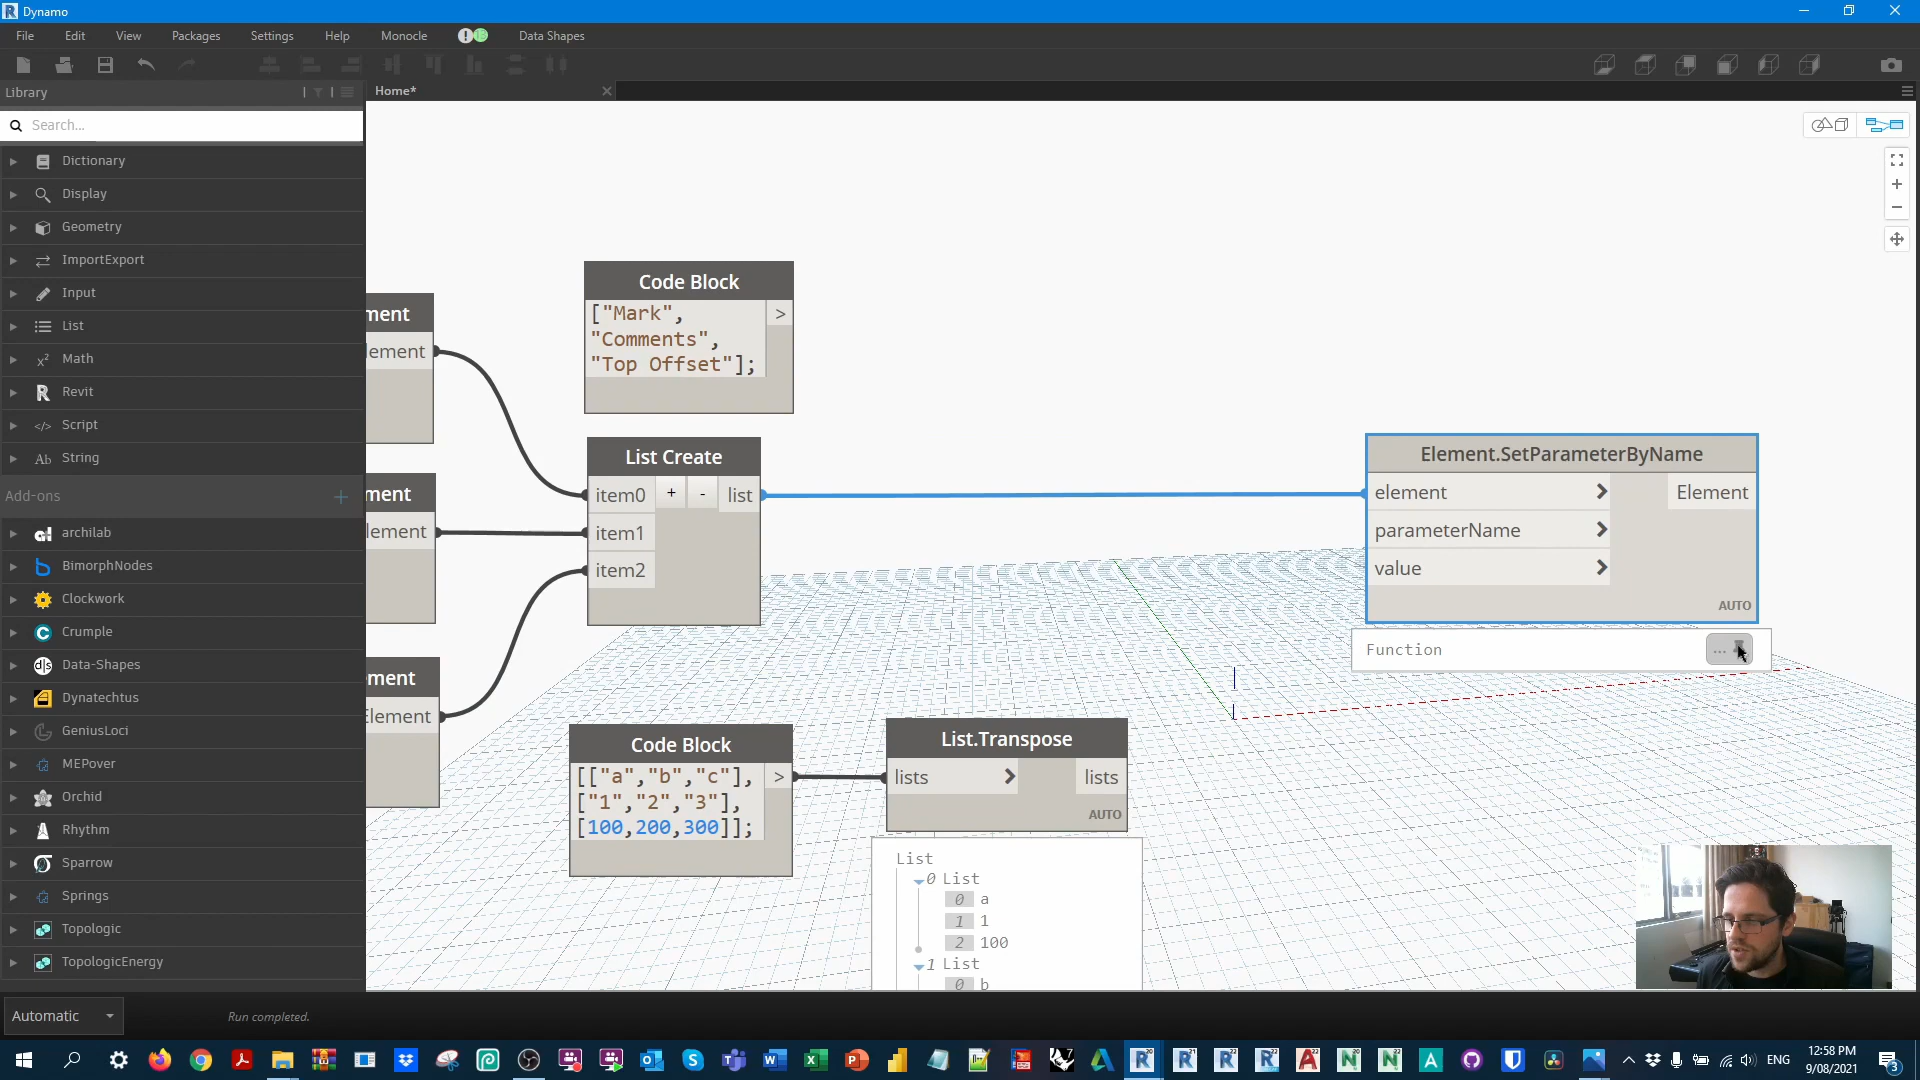 Dynamo
File Edit View Packages Settings Help Monocle Data Shapes
Library
Home*
Search...
Dictionary
Display
Geometry
ImportExport
Input
List
Math
Revit
Script
String
Add-ons
archilab
BimorphNodes
Clockwork
Crumple
Data-Shapes
Dynatechtus
GeniusLoci
MEPover
Orchid
Rhythm
Sparrow
Springs
Topologic
TopologicEnergy
ment
lement
ment
lement
ment
Element
Code Block
["Mark", >
"Comments",
"Top Offset"];
List Create
item0 + - list
item1
item2
Code Block
[["a","b","c"], >
["1","2","3"],
[100,200,300]];
List.Transpose
lists > lists
AUTO
List
0 List
0 a
1 1
2 100
1 List
0 b
Element.SetParameterByName
element > Element
parameterName >
value >
AUTO
Function ...
Automatic Run completed.
ENG 12:58 PM
9/08/2021